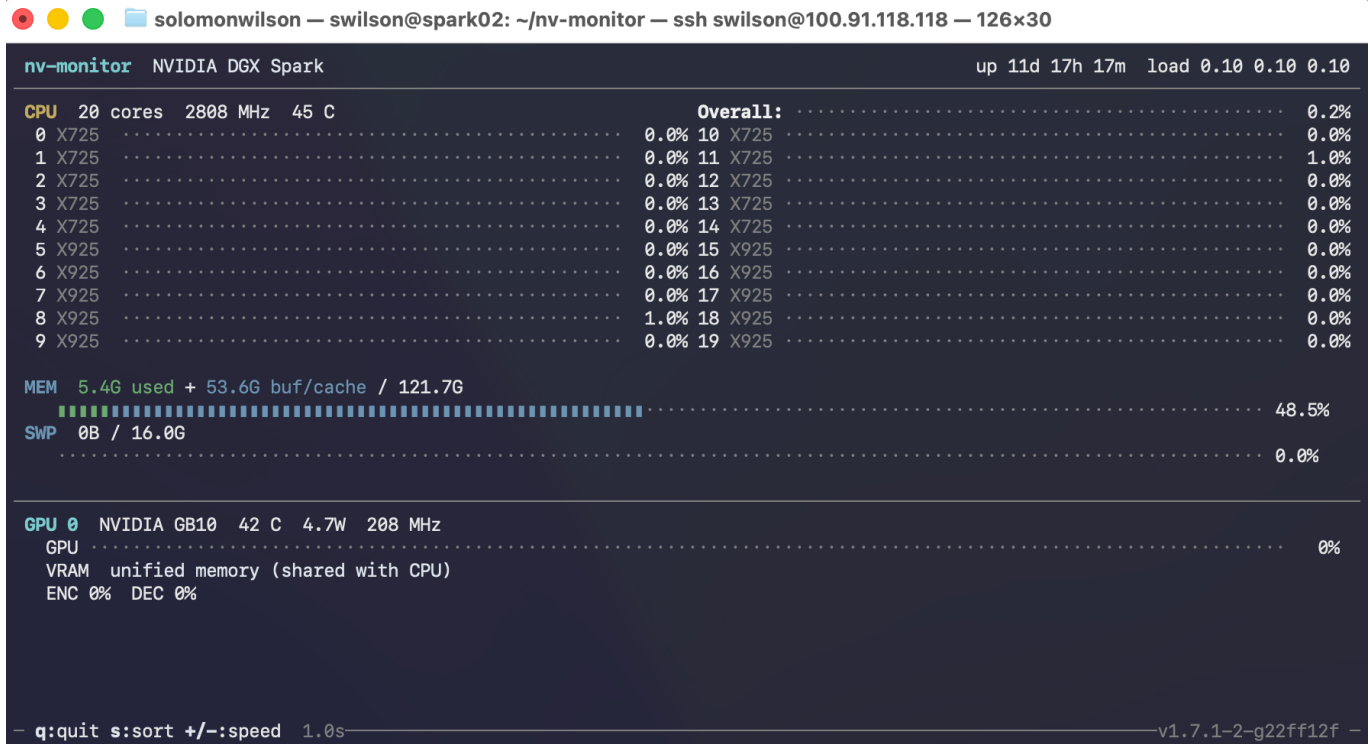 solomonwilson — swilson@spark02: ~/nv-monitor — ssh swilson@100.91.118.118 — 126×30
nv-monitor NVIDIA DGX Spark up 11d 17h 17m load 0.10 0.10 0.10
CPU 20 cores 2808 MHz 45 C Overall: 0.2%
0 X725 0.0% 10 X725 0.0%
1 X725 0.0% 11 X725 1.0%
2 X725 0.0% 12 X725 0.0%
3 X725 0.0% 13 X725 0.0%
4 X725 0.0% 14 X725 0.0%
5 X925 0.0% 15 X925 0.0%
6 X925 0.0% 16 X925 0.0%
7 X925 0.0% 17 X925 0.0%
8 X925 1.0% 18 X925 0.0%
9 X925 0.0% 19 X925 0.0%
MEM 5.4G used + 53.6G buf/cache / 121.7G
48.5%
SWP 0B / 16.0G
0.0%
GPU 0 NVIDIA GB10 42 C 4.7W 208 MHz
GPU 0%
VRAM unified memory (shared with CPU)
ENC 0% DEC 0%
q:quit s:sort +/-:speed 1.0s v1.7.1-2-g22ff12f